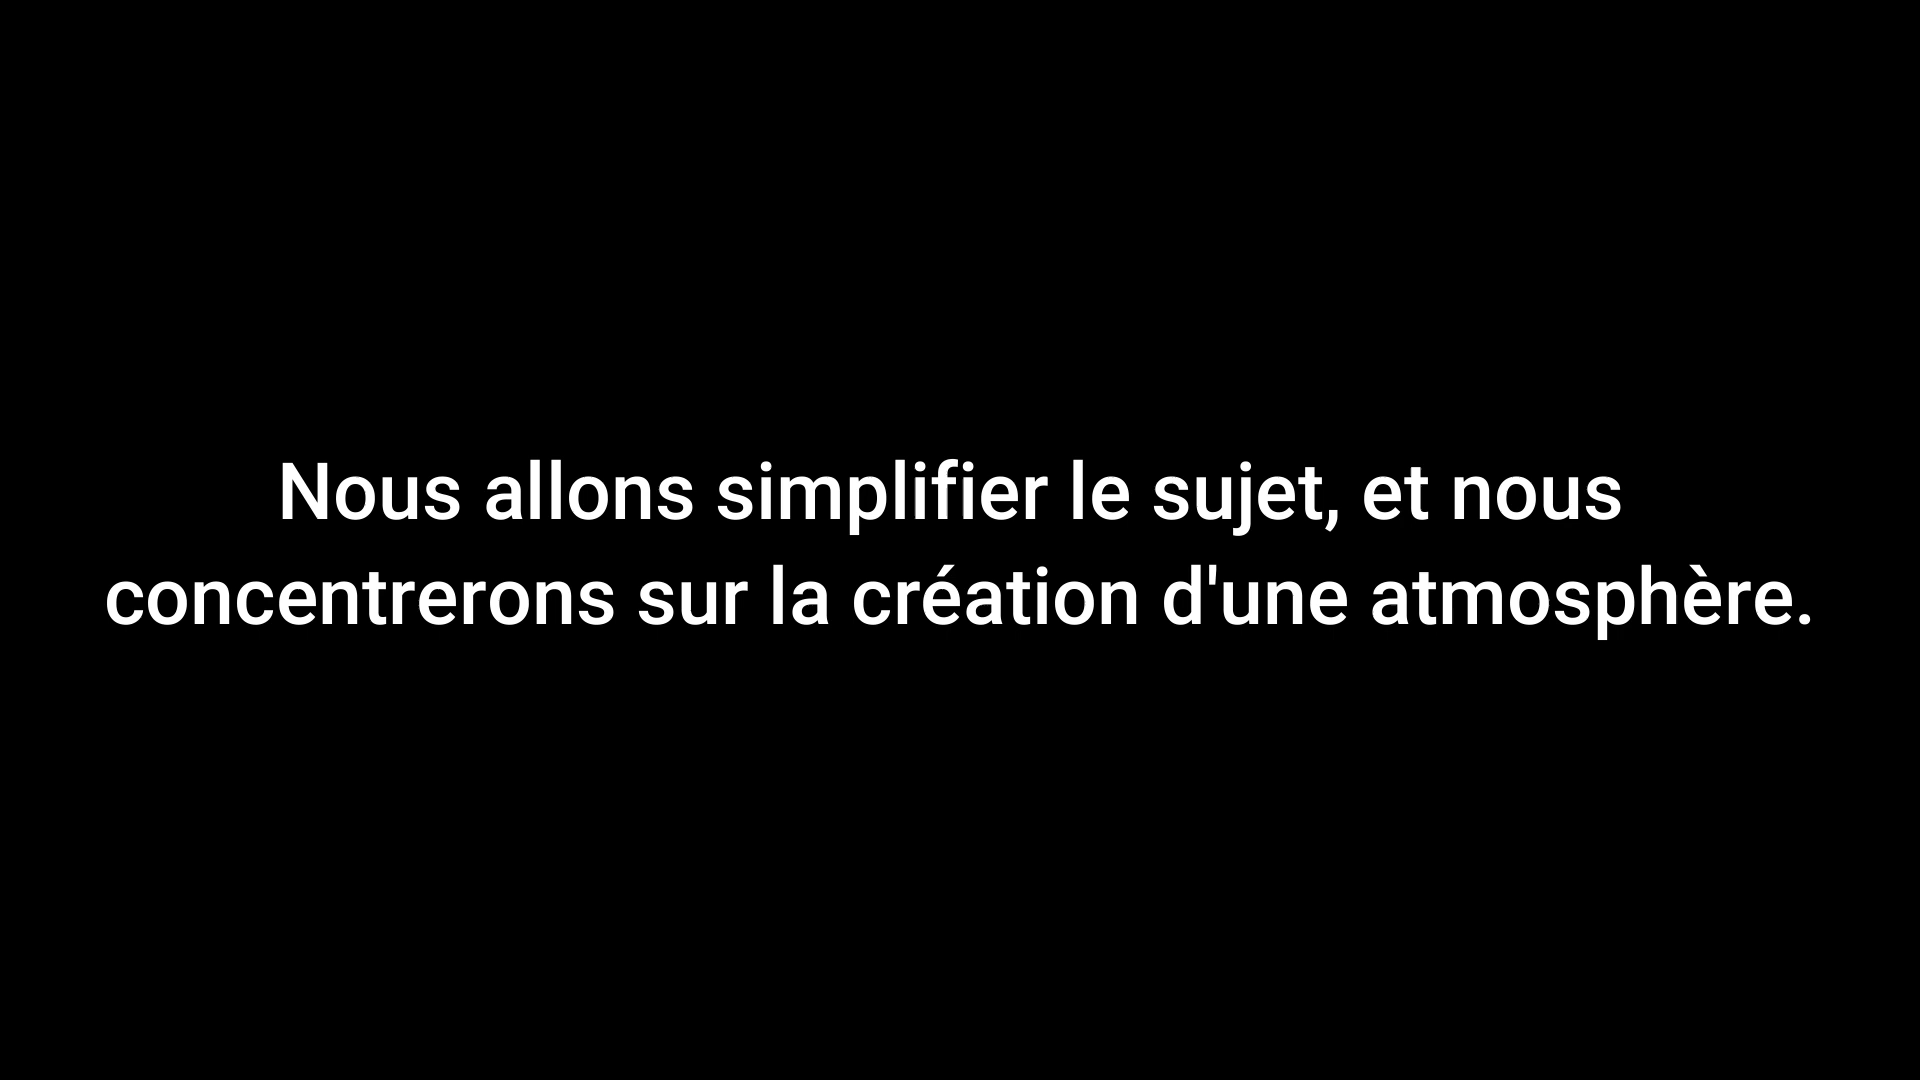 Nous allons simplifier le sujet, et nous
concentrerons sur la création d'une atmosphère.